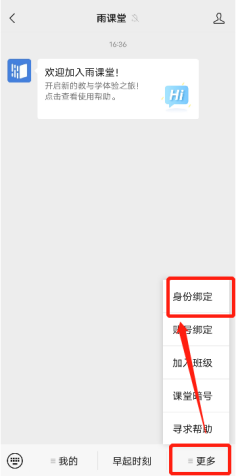 雨课堂
16:36
欢迎加入雨课堂！
开启新的教与学体验之旅！
点击查看使用帮助。
Hi
身份绑定
账号绑定
加入班级
课堂暗号
寻求帮助
我的
早起时刻
更多